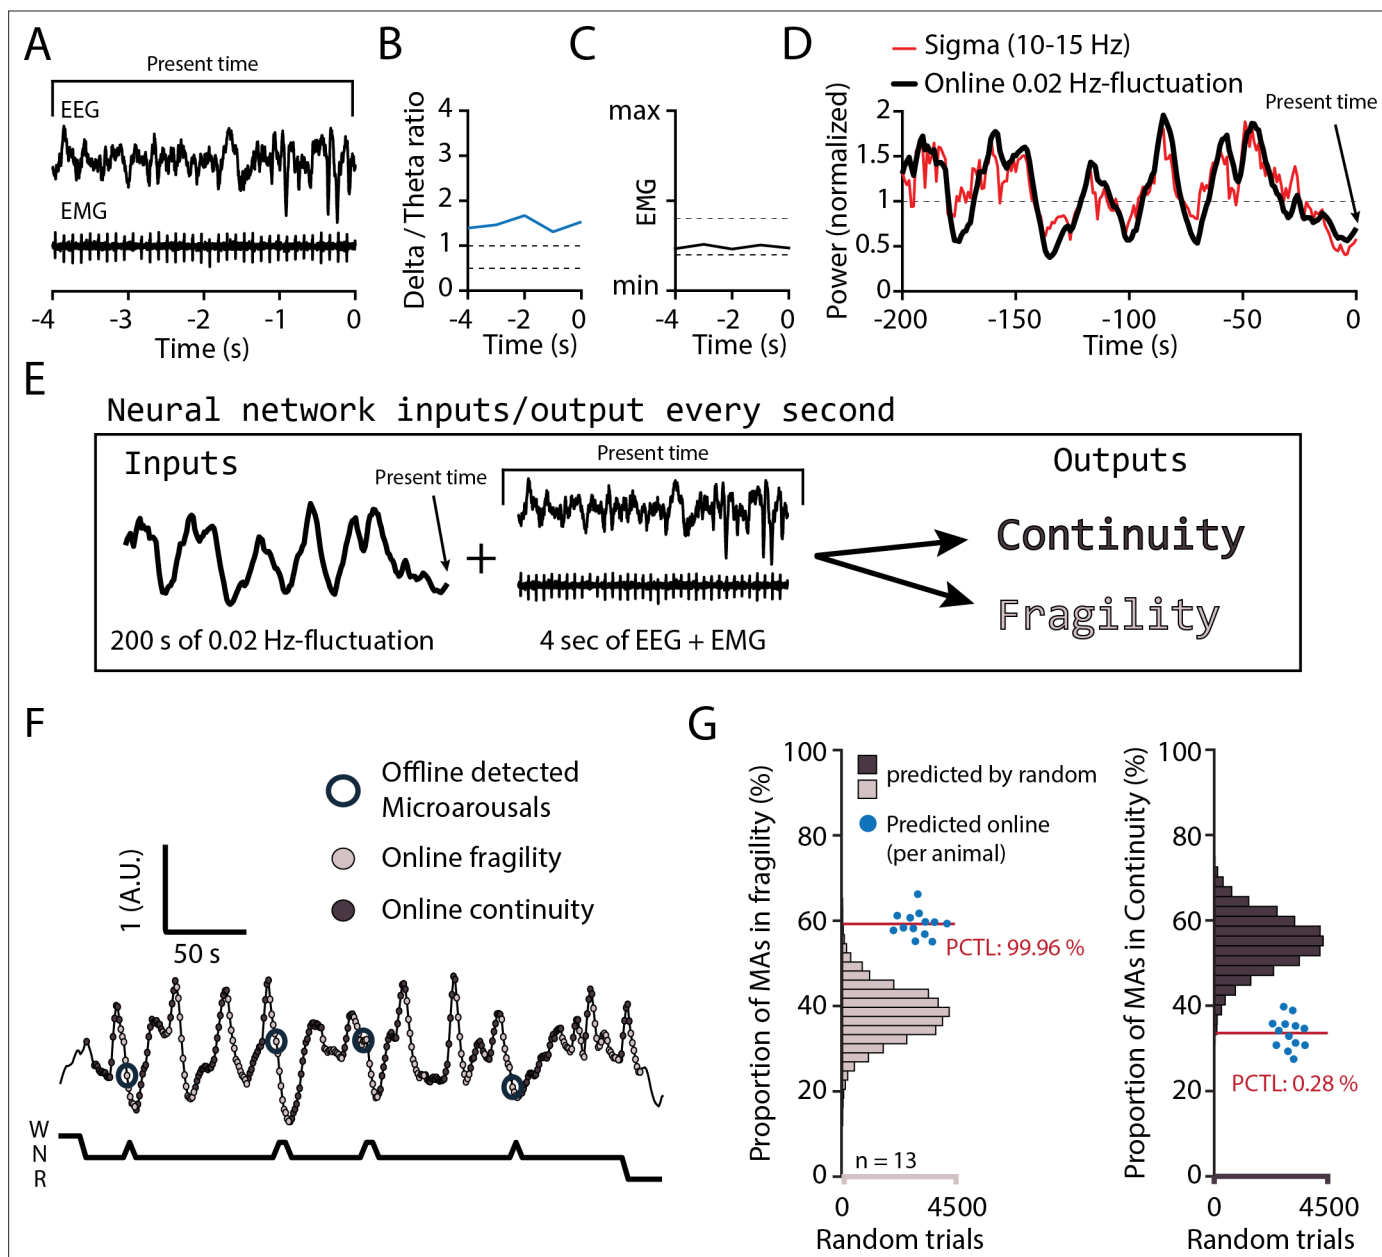 A
Present time
EEG
EMG
-4
-3
-2
-1
0
Time (s)
B
Delta / Theta ratio
4
3
2
1
0
-4
-2
0
Time (s)
C
max
EMG
min
-4
-2
0
Time (s)
D
Sigma (10-15 Hz)
Online 0.02 Hz-fluctuation
Present time
Power (normalized)
2
1.5
1
0.5
0
-200
-150
-100
-50
0
Time (s)
E
Neural network inputs/output every second
Inputs
Present time
Present time
Outputs
+
Continuity
Fragility
200 s of 0.02 Hz-fluctuation
4 sec of EEG + EMG
F
Offline detected
Microarousals
Online fragility
Online continuity
1 (A.U.)
50 s
W
N
R
G
Proportion of MAs in fragility (%)
100
80
60
40
20
0
predicted by random
Predicted online
(per animal)
PCTL: 99.96 %
n = 13
0
4500
Random trials
Proportion of MAs in Continuity (%)
100
80
60
40
20
0
PCTL: 0.28 %
0
4500
Random trials